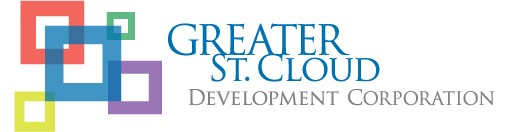 GREATER
ST. CLOUD
DEVELOPMENT CORPORATION